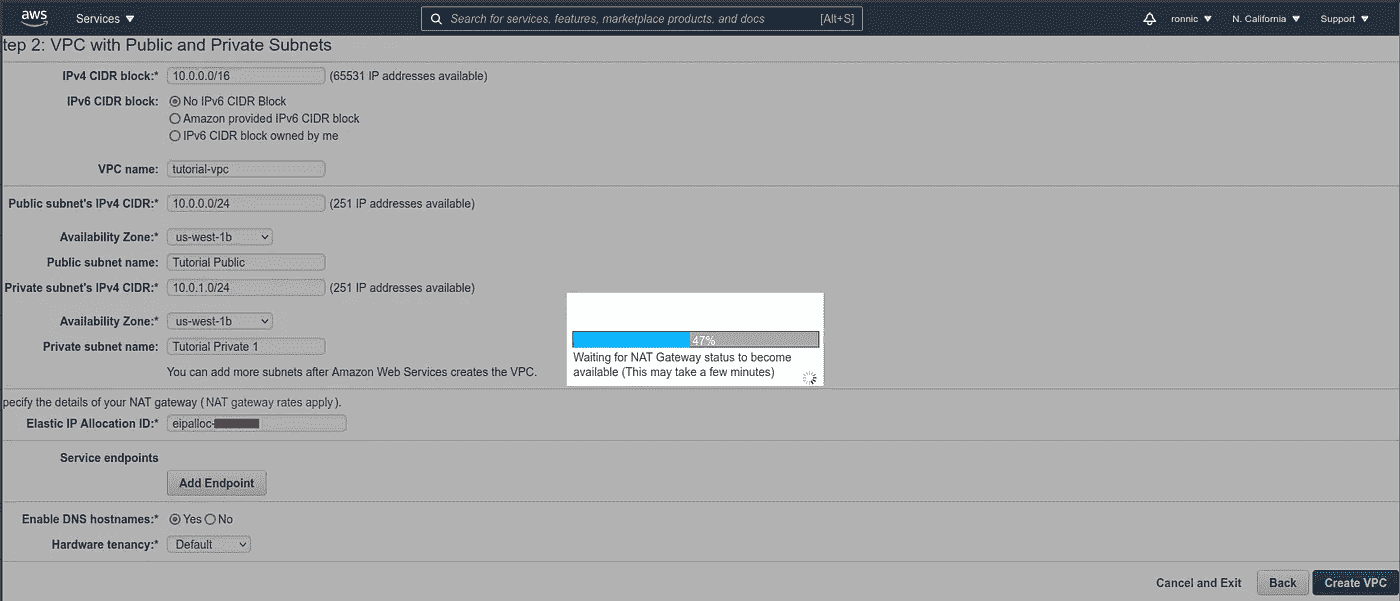 aws Services Search for services, features, marketplace products, and docs [Alt+S] ronnic N. California Support
tep 2: VPC with Public and Private Subnets
IPv4 CIDR block:* 10.0.0.0/16 (65531 IP addresses available)
IPv6 CIDR block: No IPv6 CIDR Block
Amazon provided IPv6 CIDR block
IPv6 CIDR block owned by me
VPC name: tutorial-vpc
Public subnet's IPv4 CIDR:* 10.0.0.0/24 (251 IP addresses available)
Availability Zone:* us-west-1b
Public subnet name: Tutorial Public
Private subnet's IPv4 CIDR:* 10.0.1.0/24 (251 IP addresses available)
Availability Zone:* us-west-1b
Private subnet name: Tutorial Private 1
47%
Waiting for NAT Gateway status to become
available (This may take a few minutes)
You can add more subnets after Amazon Web Services creates the VPC.
pecify the details of your NAT gateway (NAT gateway rates apply).
Elastic IP Allocation ID:* eipalloc-
Service endpoints
Add Endpoint
Enable DNS hostnames:* Yes No
Hardware tenancy:* Default
Cancel and Exit Back Create VPC